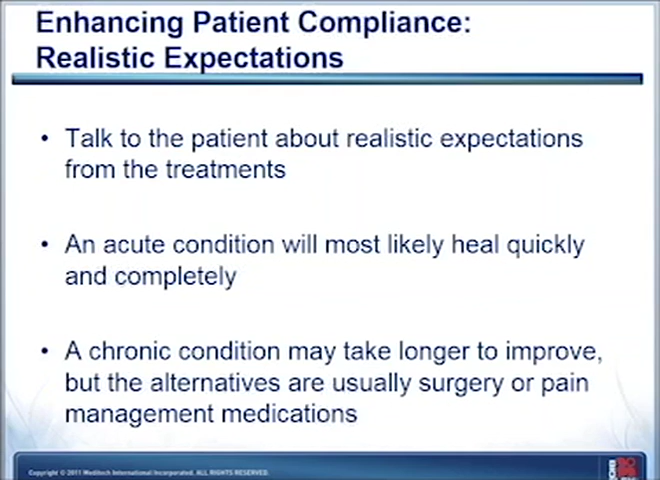 Enhancing Patient Compliance:
Realistic Expectations
• Talk to the patient about realistic expectations
from the treatments
• An acute condition will most likely heal quickly
and completely
• A chronic condition may take longer to improve,
but the alternatives are usually surgery or pain
management medications
Copyright © 2011 Meditech International Incorporated. ALL RIGHTS RESERVED.